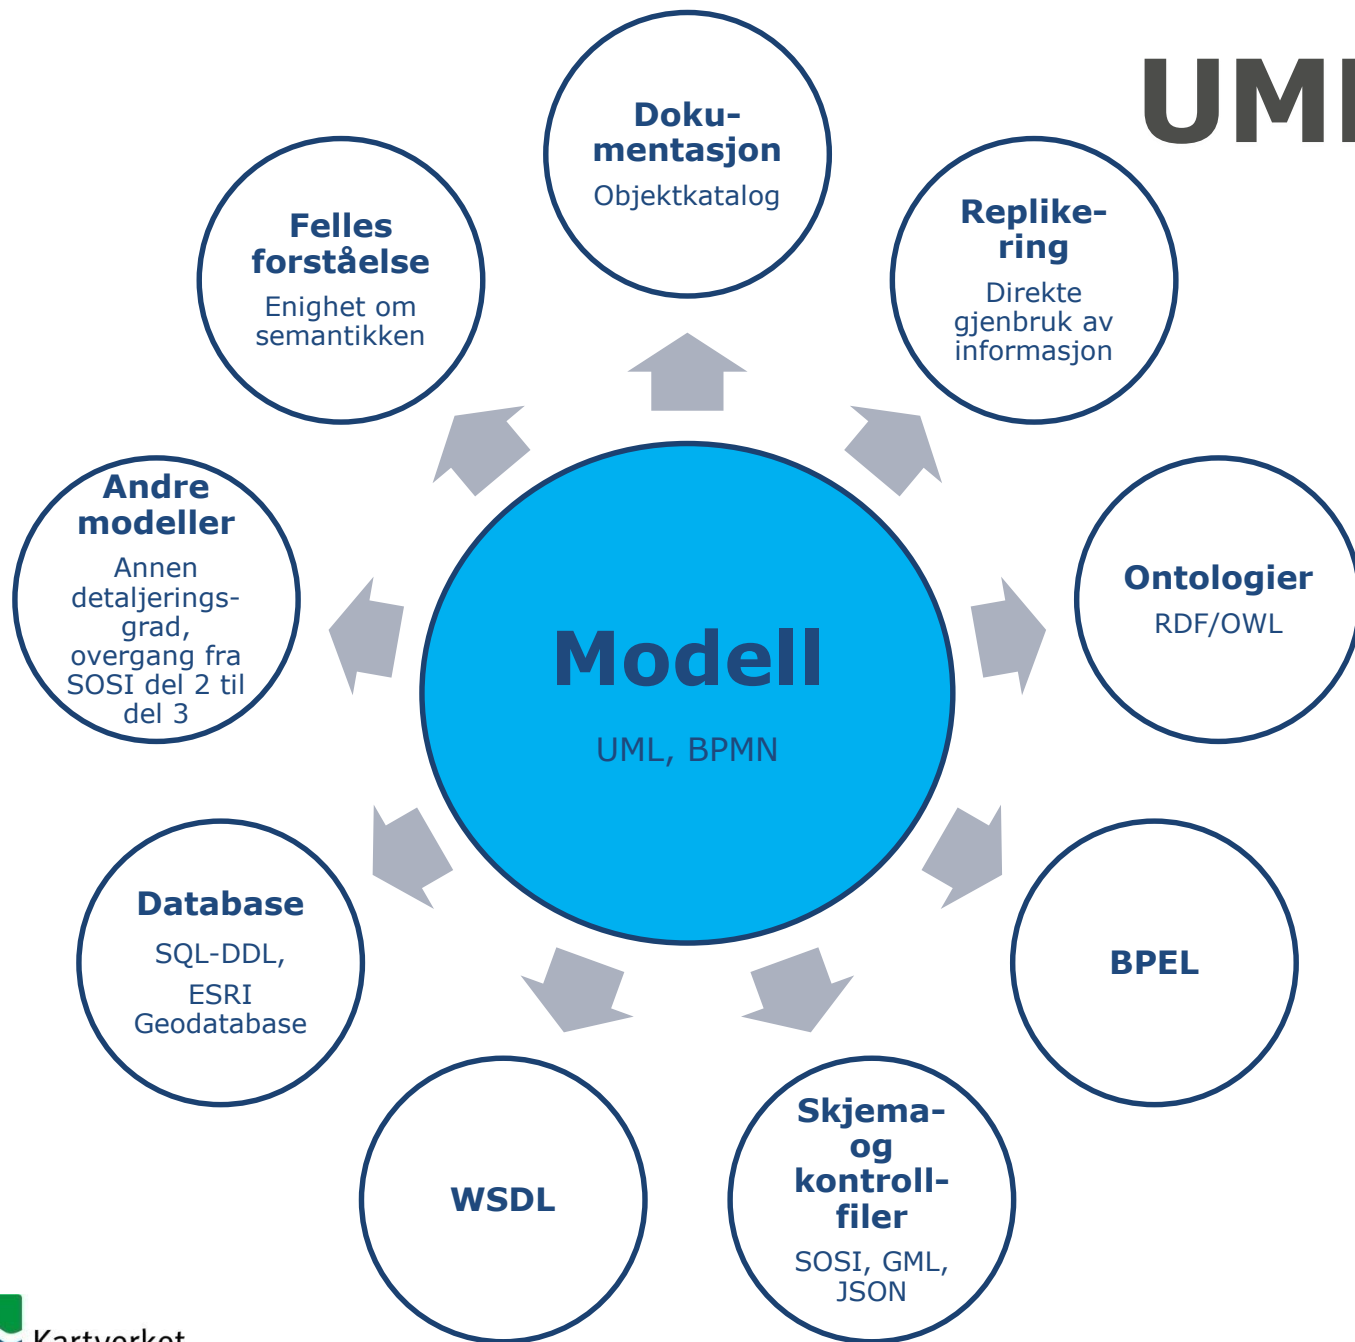 UML
Doku-
mentasjon
Objektkatalog
Replike-
ring
Direkte
gjenbruk av
informasjon
Ontologier
RDF/OWL
BPEL
Skjema-
og
kontroll-
filer
SOSI, GML,
JSON
WSDL
Database
SQL-DDL,
ESRI
Geodatabase
Andre
modeller
Annen
detaljerings-
grad,
overgang fra
SOSI del 2 til
del 3
Felles
forståelse
Enighet om
semantikken
Modell
UML, BPMN
Kartverket